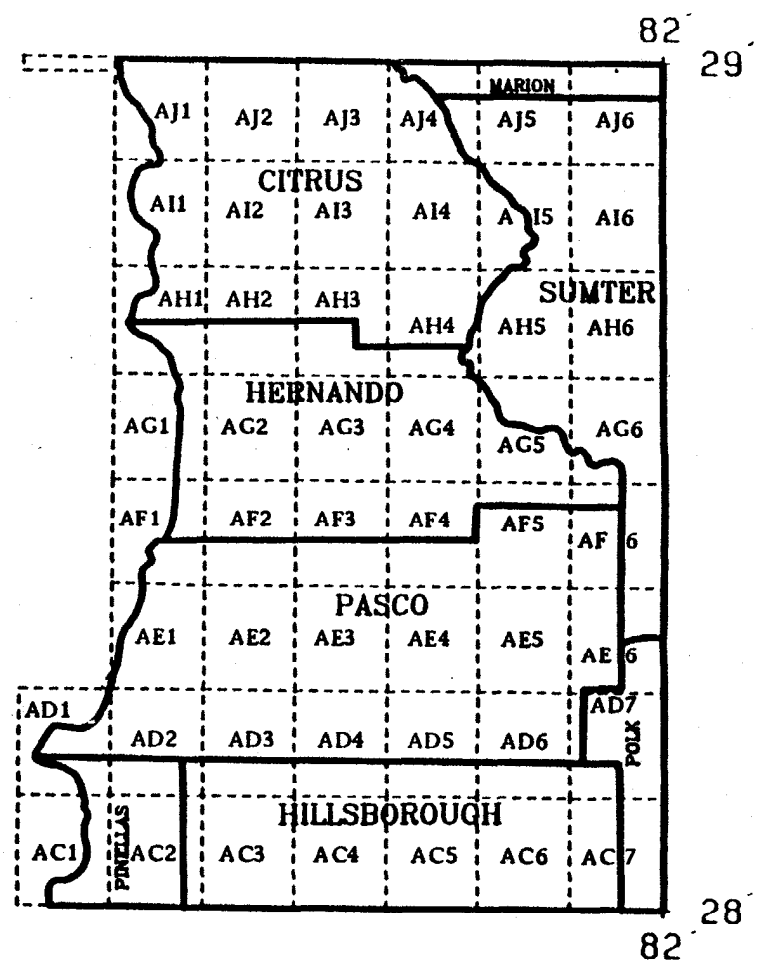 82´
29´
MARION
AJ1 AJ2 AJ3 AJ4 AJ5 AJ6
CITRUS
AI1 AI2 AI3 AI4 A I5 AI6
SUMTER
AH1 AH2 AH3 AH4 AH5 AH6
HERNANDO
AG1 AG2 AG3 AG4 AG5 AG6
AF1 AF2 AF3 AF4 AF5 AF 6
PASCO
AE1 AE2 AE3 AE4 AE5 AE 6
AD1 AD2 AD3 AD4 AD5 AD6 AD7
POLK
HILLSBOROUGH
PINELLAS
AC1 AC2 AC3 AC4 AC5 AC6 AC 7
28´
82´